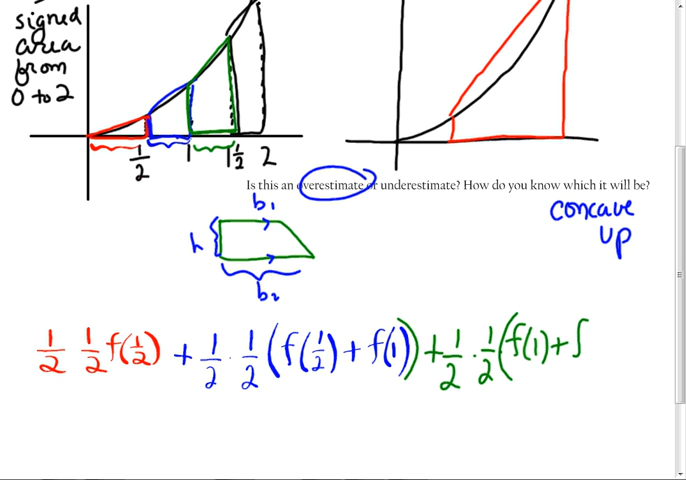 signed
area
from
0 to 2
1/2 1 1 1/2 2
Is this an overestimate or underestimate? How do you know which it will be?
concave
up
b₁
h
b₂
1/2 1/2 f(1/2) + 1/2 · 1/2 (f(1/2) + f(1)) + 1/2 · 1/2 (f(1) + f